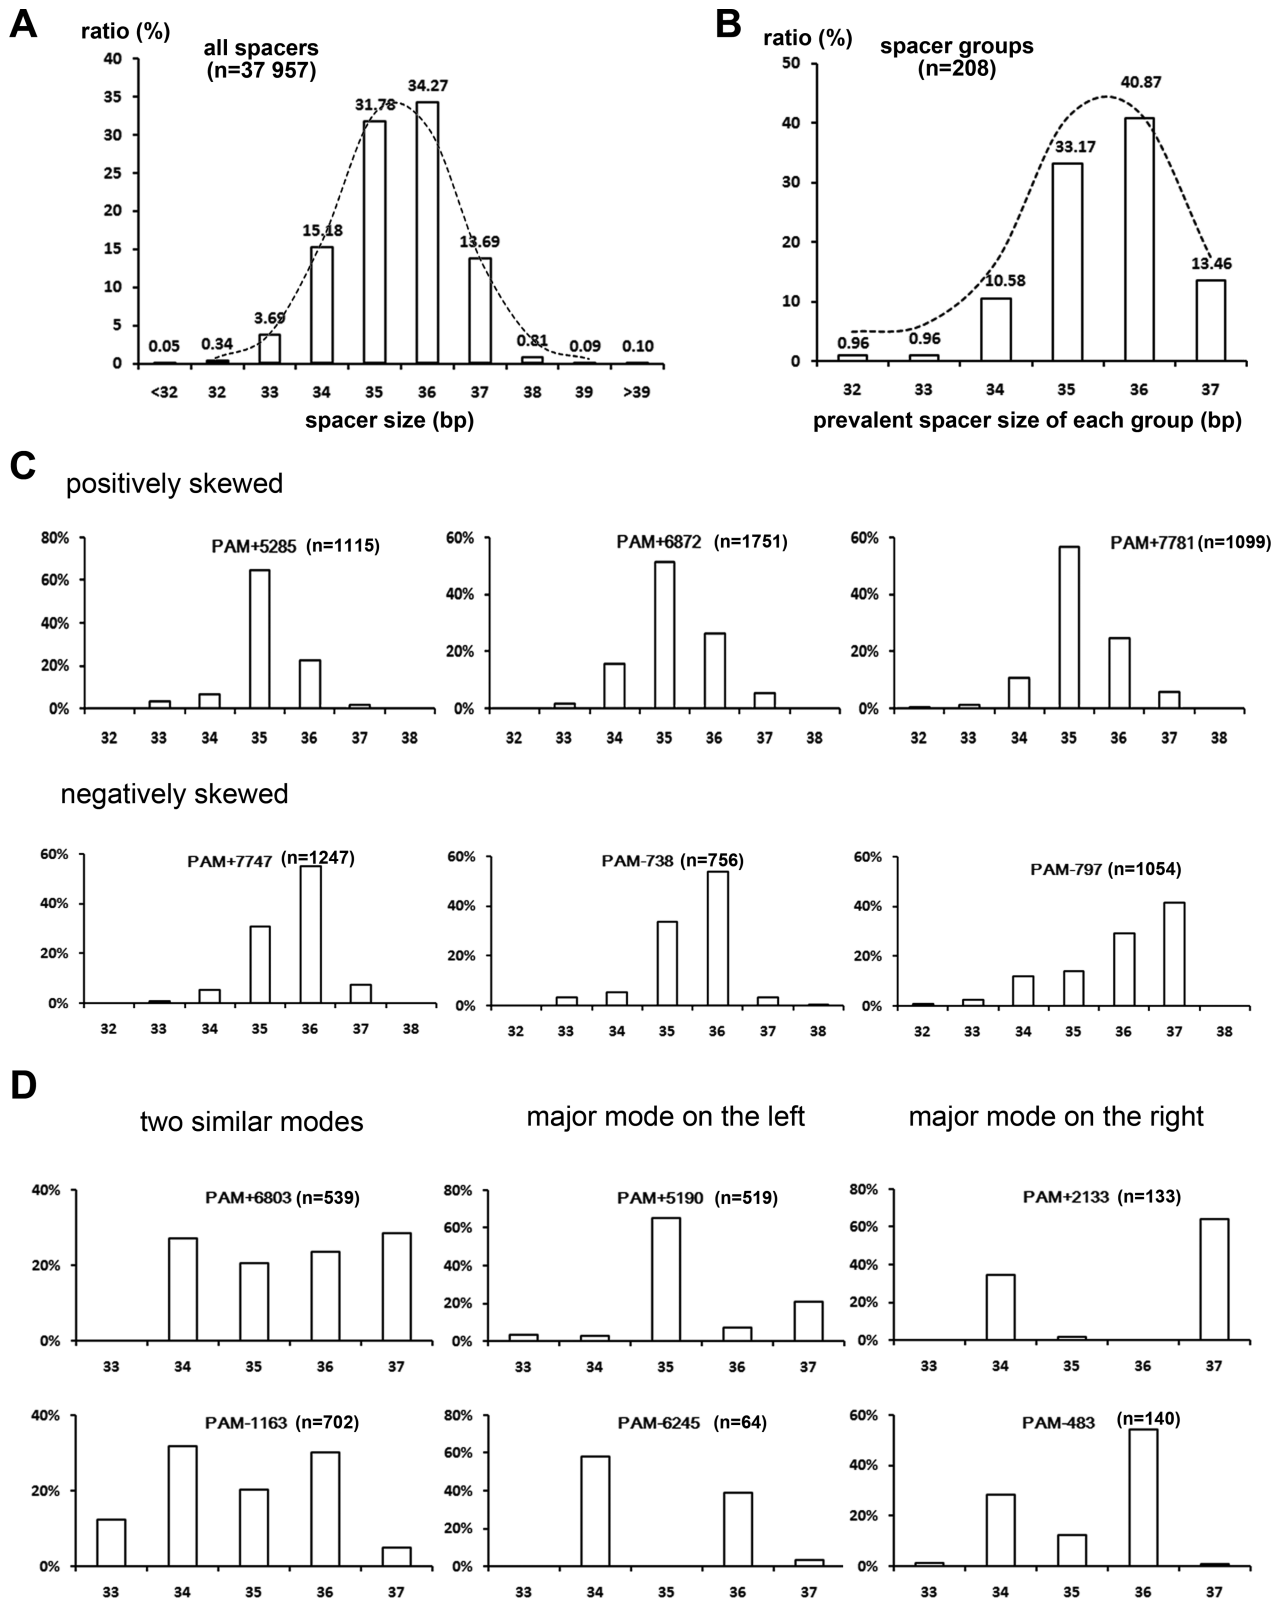 A
ratio (%)
all spacers
(n=37 957)
40
35
30
25
20
15
10
5
0
0.05
0.34
3.69
15.18
31.78
34.27
13.69
0.81
0.09
0.10
<32 32 33 34 35 36 37 38 39 >39
spacer size (bp)
B
ratio (%)
spacer groups
(n=208)
50
40
30
20
10
0
0.96
0.96
10.58
33.17
40.87
13.46
32 33 34 35 36 37
prevalent spacer size of each group (bp)
C
positively skewed
PAM+5285 (n=1115)
80%
60%
40%
20%
0%
32 33 34 35 36 37 38
PAM+6872 (n=1751)
60%
40%
20%
0%
32 33 34 35 36 37 38
PAM+7781 (n=1099)
60%
40%
20%
0%
32 33 34 35 36 37 38
negatively skewed
PAM+7747 (n=1247)
60%
40%
20%
0%
32 33 34 35 36 37 38
PAM-738 (n=756)
60%
40%
20%
0%
32 33 34 35 36 37 38
PAM-797 (n=1054)
60%
40%
20%
0%
32 33 34 35 36 37 38
D
two similar modes
major mode on the left
major mode on the right
PAM+6803 (n=539)
40%
20%
0%
33 34 35 36 37
PAM+5190 (n=519)
80%
60%
40%
20%
0%
33 34 35 36 37
PAM+2133 (n=133)
80%
60%
40%
20%
0%
33 34 35 36 37
PAM-1163 (n=702)
40%
20%
0%
33 34 35 36 37
PAM-6245 (n=64)
80%
60%
40%
20%
0%
33 34 35 36 37
PAM-483 (n=140)
60%
40%
20%
0%
33 34 35 36 37